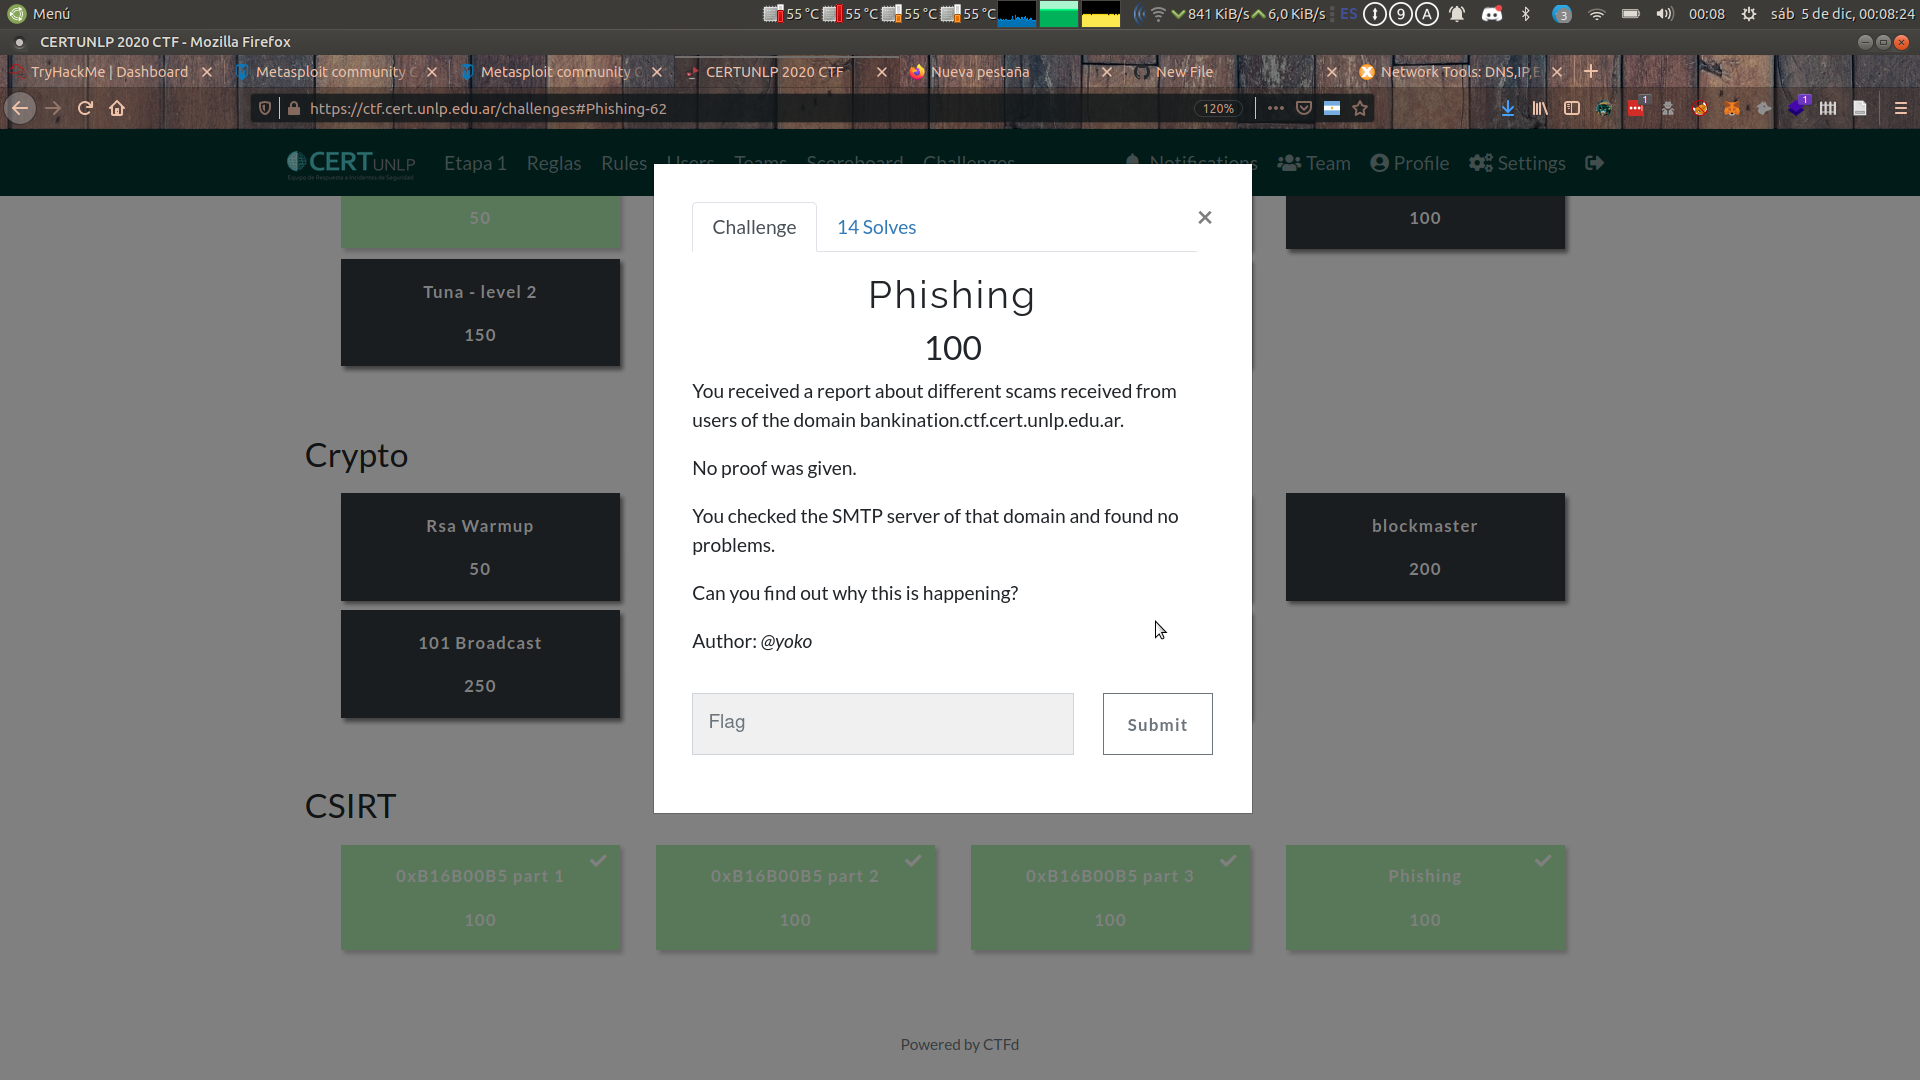 Menú
55 °C
55 °C
55 °C
55 °C
841 KiB/s
6,0 KiB/s
ES
9
A
3
00:08
sáb 5 de dic, 00:08:24
CERTUNLP 2020 CTF - Mozilla Firefox
TryHackMe | Dashboard
Metasploit community
Metasploit community
CERTUNLP 2020 CTF
Nueva pestaña
New File
Network Tools: DNS,IP,E
https://ctf.cert.unlp.edu.ar/challenges#Phishing-62
120%
1
1
CERTUNLP
Etapa 1
Reglas
Rules
Users
Teams
Scoreboard
Challenges
Notifications
Team
Profile
Settings
50
100
Tuna - level 2
150
Challenge
14 Solves
×
Phishing
100
You received a report about different scams received from
users of the domain bankination.ctf.cert.unlp.edu.ar.
No proof was given.
You checked the SMTP server of that domain and found no
problems.
Can you find out why this is happening?
Author: @yoko
Flag
Submit
Crypto
Rsa Warmup
50
blockmaster
200
101 Broadcast
250
CSIRT
0xB16B00B5 part 1
100
0xB16B00B5 part 2
100
0xB16B00B5 part 3
100
Phishing
100
Powered by CTFd